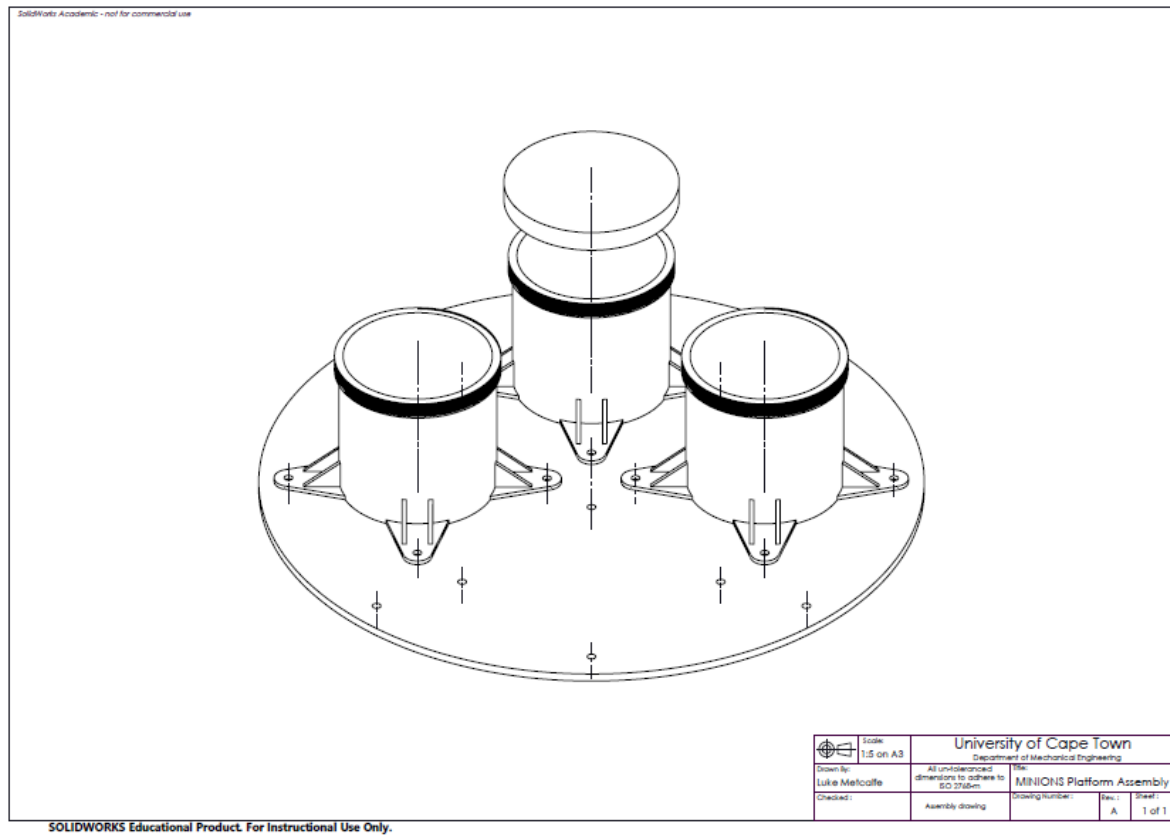 SolidWorks Academic - not for commercial use
Scale:
1:5 on A3
University of Cape Town
Department of Mechanical Engineering
Drawn By:
Luke Metcalfe
All un-toleranced
dimensions to adhere to
ISO 2768-m
Title:
MINIONS Platform Assembly
Checked :
Assembly drawing
Drawing Number:
Rev.:
A
Sheet :
1 of 1
SOLIDWORKS Educational Product. For Instructional Use Only.